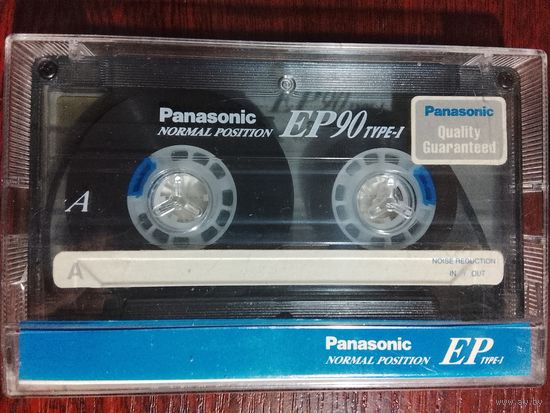 Panasonic
NORMAL POSITION
EP90 TYPE-I
Panasonic
Quality
Guaranteed
A
A
NOISE REDUCTION
IN / OUT
Panasonic
NORMAL POSITION
EP TYPE-I